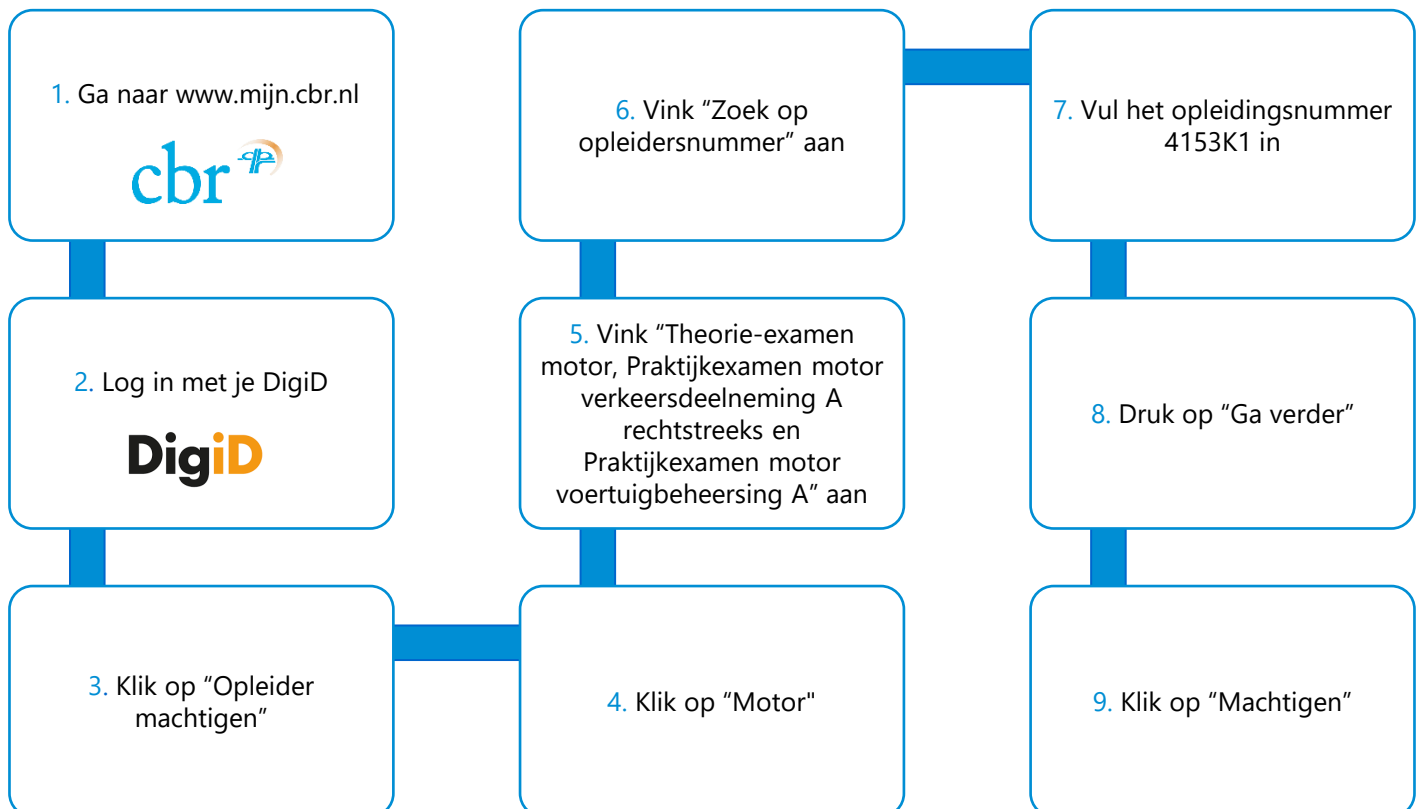 1. Ga naar www.mijn.cbr.nl
cbr
2. Log in met je DigiD
DigiD
3. Klik op “Opleider
machtigen”
4. Klik op “Motor"
5. Vink “Theorie-examen
motor, Praktijkexamen motor
verkeersdeelneming A
rechtstreeks en
Praktijkexamen motor
voertuigbeheersing A” aan
6. Vink “Zoek op
opleidersnummer” aan
7. Vul het opleidingsnummer
4153K1 in
8. Druk op “Ga verder”
9. Klik op “Machtigen”